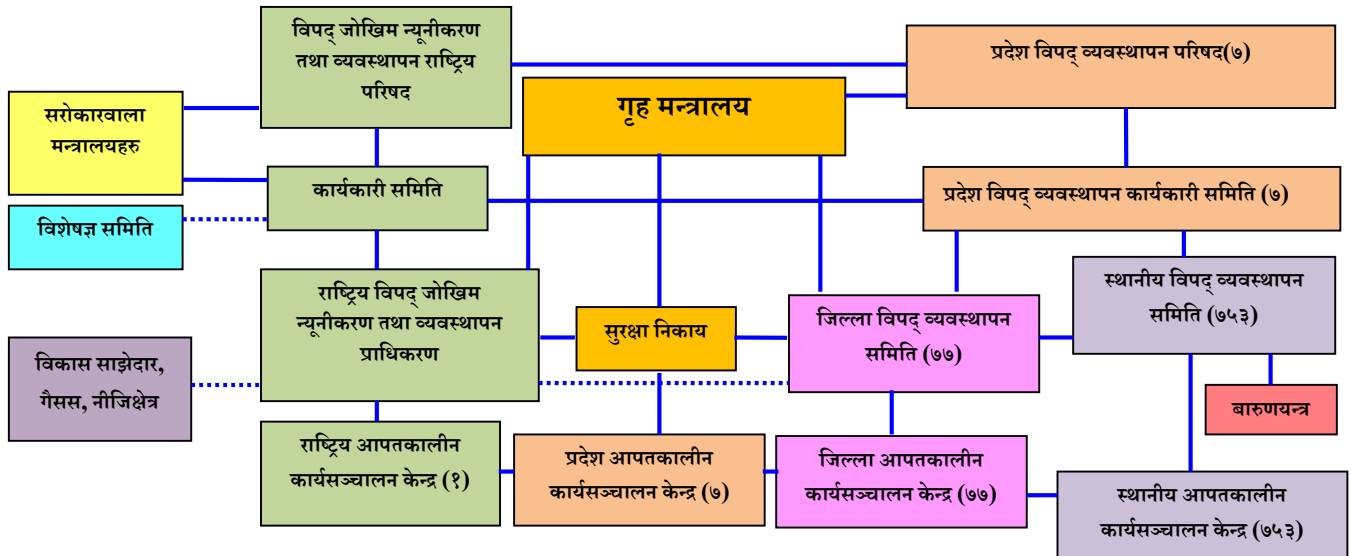 विपद् जोखिम न्यूनीकरण
तथा व्यवस्थापन राष्ट्रिय
परिषद
प्रदेश विपद् व्यवस्थापन परिषद(७)
गृह मन्त्रालय
सरोकारवाला
मन्त्रालयहरु
कार्यकारी समिति
प्रदेश विपद् व्यवस्थापन कार्यकारी समिति (७)
विशेषज्ञ समिति
राष्ट्रिय विपद् जोखिम
न्यूनीकरण तथा व्यवस्थापन
प्राधिकरण
सुरक्षा निकाय
जिल्ला विपद् व्यवस्थापन
समिति (७७)
स्थानीय विपद् व्यवस्थापन
समिति (७५३)
विकास साझेदार,
गैसस, नीजिक्षेत्र
बारुणयन्त्र
राष्ट्रिय आपतकालीन
कार्यसञ्चालन केन्द्र (१)
प्रदेश आपतकालीन
कार्यसञ्चालन केन्द्र (७)
जिल्ला आपतकालीन
कार्यसञ्चालन केन्द्र (७७)
स्थानीय आपतकालीन
कार्यसञ्चालन केन्द्र (७५३)